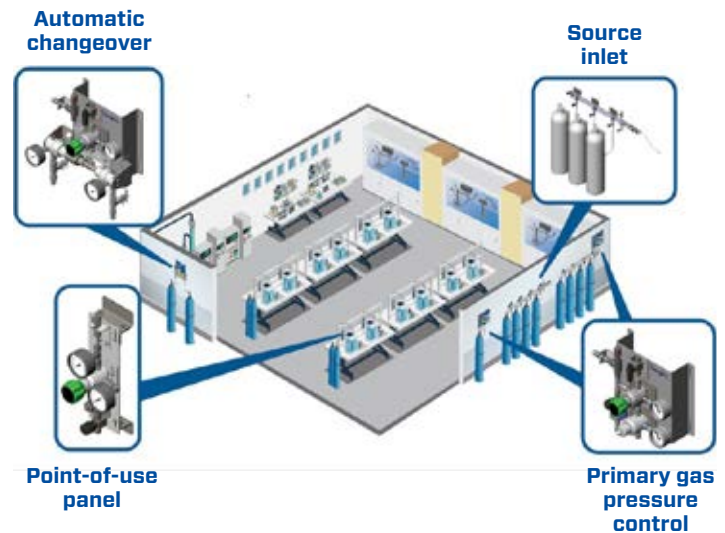 Automatic
changeover
Source
inlet
Point-of-use
panel
Primary gas
pressure
control